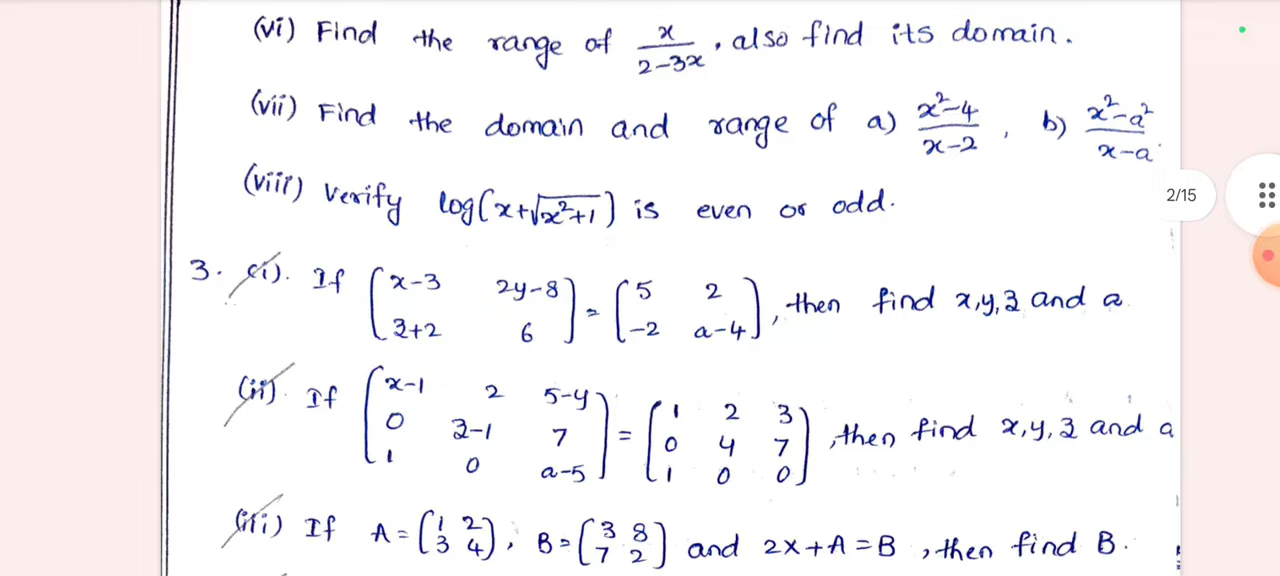 (vi) Find the range of x/(2-3x), also find its domain.
(vii) Find the domain and range of a) (x²-4)/(x-2), b) (x²-a²)/(x-a).
(viii) Verify log(x+√(x²+1)) is even or odd.
3. (i). If [x-3 2y-8; z+2 6] = [5 2; -2 a-4], then find x,y,z and a
(ii). If [x-1 2 5-y; 0 z-1 7; 1 0 a-5] = [1 2 3; 0 4 7; 1 0 0], then find x,y,z and a
(iii) If A = (1 2; 3 4), B = [3 8; 7 2] and 2x+A=B, then find B.
2/15